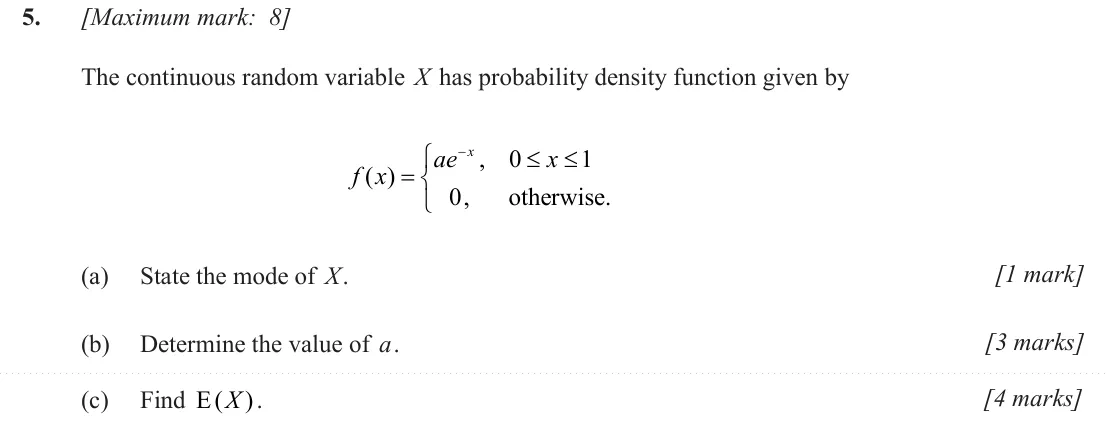 5. [Maximum mark: 8]
The continuous random variable X has probability density function given by
f(x) = { ae^{-x}, 0 ≤ x ≤ 1
0, otherwise.
(a) State the mode of X. [1 mark]
(b) Determine the value of a. [3 marks]
(c) Find E(X). [4 marks]